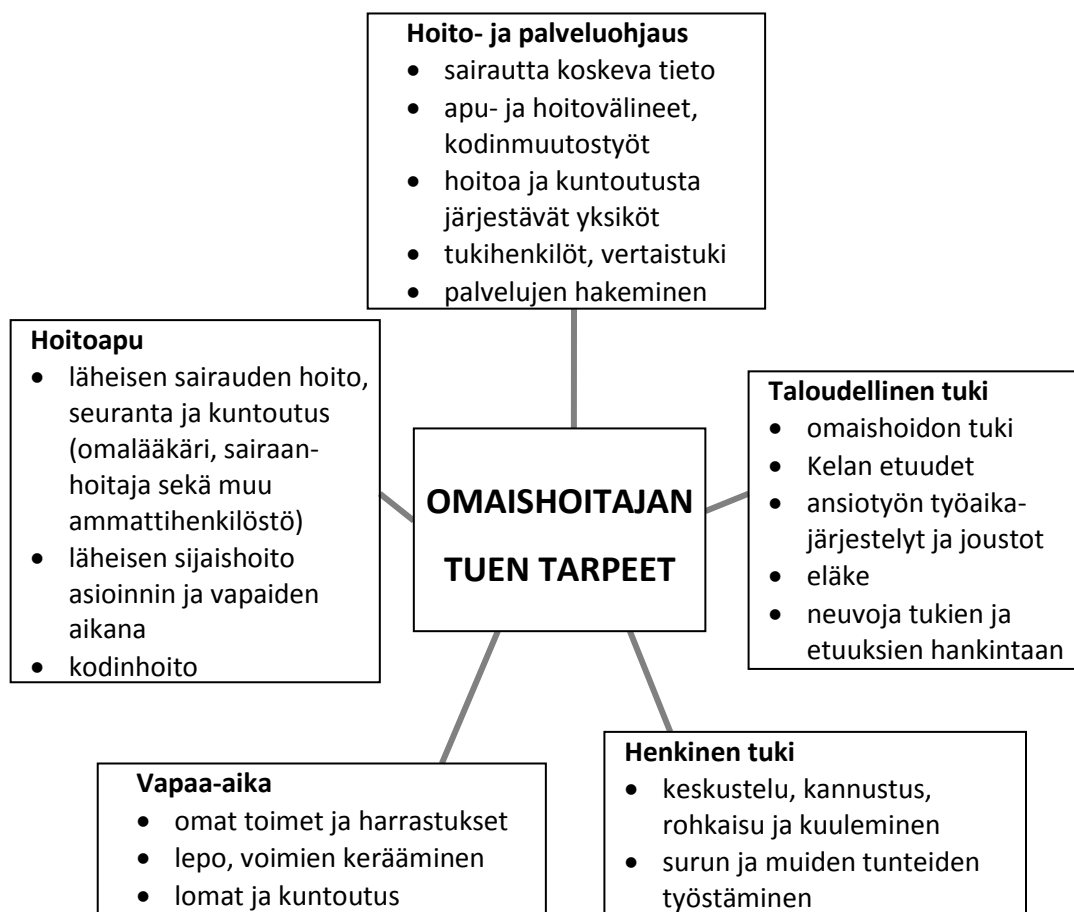 Hoito- ja palveluohjaus
• sairautta koskeva tieto
• apu- ja hoitovälineet,
kodinmuutostyöt
• hoitoa ja kuntoutusta
järjestävät yksiköt
• tukihenkilöt, vertaistuki
• palvelujen hakeminen
Hoitoapu
• läheisen sairauden hoito,
seuranta ja kuntoutus
(omalääkäri, sairaan-
hoitaja sekä muu
ammattihenkilöstö)
• läheisen sijaishoito
asioinnin ja vapaiden
aikana
• kodinhoito
OMAISHOITAJAN
TUEN TARPEET
Taloudellinen tuki
• omaishoidon tuki
• Kelan etuudet
• ansiotyön työaika-
järjestelyt ja joustot
• eläke
• neuvoja tukien ja
etuuksien hankintaan
Vapaa-aika
• omat toimet ja harrastukset
• lepo, voimien kerääminen
• lomat ja kuntoutus
Henkinen tuki
• keskustelu, kannustus,
rohkaisu ja kuuleminen
• surun ja muiden tunteiden
työstäminen